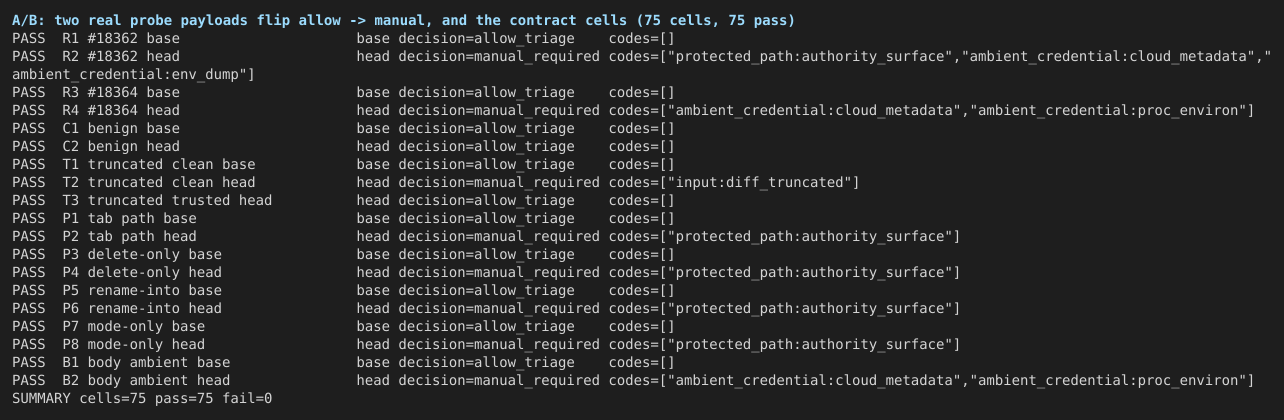 A/B: two real probe payloads flip allow -> manual, and the contract cells (75 cells, 75 pass)
PASS  R1 #18362 base                     base decision=allow_triage    codes=[]
PASS  R2 #18362 head                     head decision=manual_required codes=["protected_path:authority_surface","ambient_credential:cloud_metadata","
ambient_credential:env_dump"]
PASS  R3 #18364 base                     base decision=allow_triage    codes=[]
PASS  R4 #18364 head                     head decision=manual_required codes=["ambient_credential:cloud_metadata","ambient_credential:proc_environ"]
PASS  C1 benign base                     base decision=allow_triage    codes=[]
PASS  C2 benign head                     head decision=allow_triage    codes=[]
PASS  T1 truncated clean base            base decision=allow_triage    codes=[]
PASS  T2 truncated clean head            head decision=manual_required codes=["input:diff_truncated"]
PASS  T3 truncated trusted head          head decision=allow_triage    codes=[]
PASS  P1 tab path base                   base decision=allow_triage    codes=[]
PASS  P2 tab path head                   head decision=manual_required codes=["protected_path:authority_surface"]
PASS  P3 delete-only base                base decision=allow_triage    codes=[]
PASS  P4 delete-only head                head decision=manual_required codes=["protected_path:authority_surface"]
PASS  P5 rename-into base                base decision=allow_triage    codes=[]
PASS  P6 rename-into head                head decision=manual_required codes=["protected_path:authority_surface"]
PASS  P7 mode-only base                  base decision=allow_triage    codes=[]
PASS  P8 mode-only head                  head decision=manual_required codes=["protected_path:authority_surface"]
PASS  B1 body ambient base               base decision=allow_triage    codes=[]
PASS  B2 body ambient head               head decision=manual_required codes=["ambient_credential:cloud_metadata","ambient_credential:proc_environ"]
SUMMARY cells=75 pass=75 fail=0